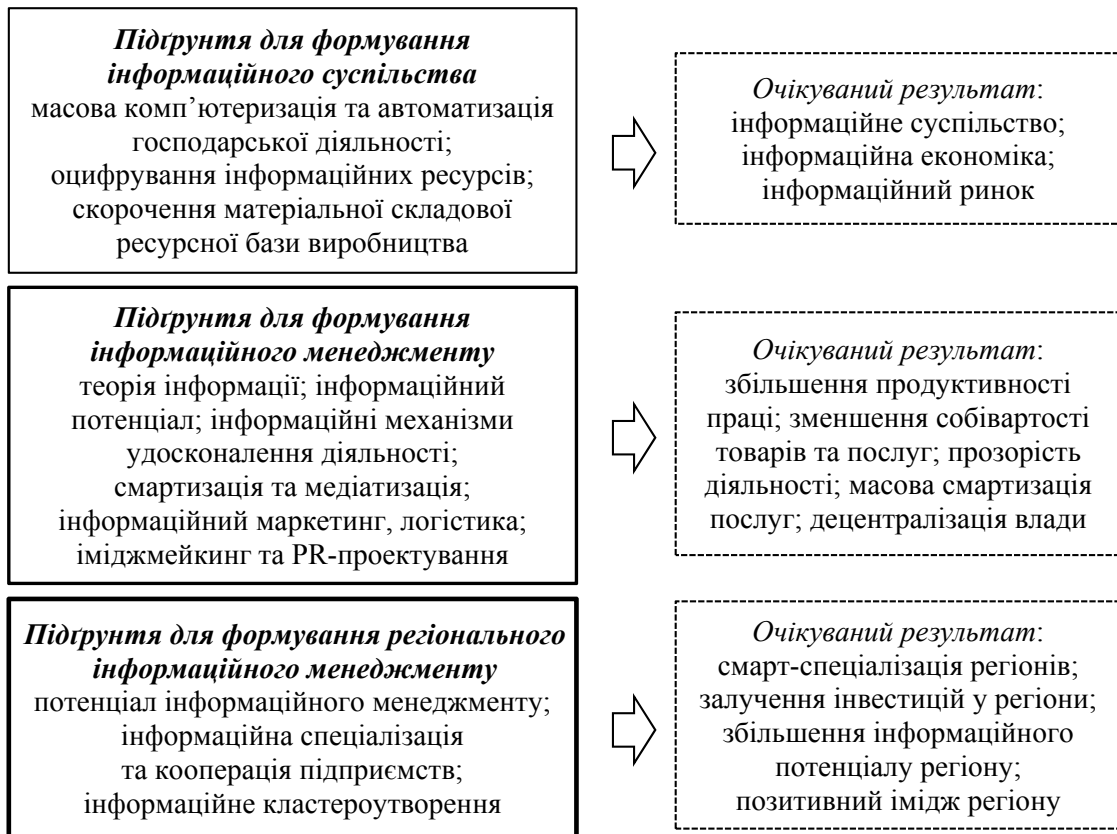 Підґрунтя для формування
інформаційного суспільства
масова комп’ютеризація та автоматизація
господарської діяльності;
оцифрування інформаційних ресурсів;
скорочення матеріальної складової
ресурсної бази виробництва
Очікуваний результат:
інформаційне суспільство;
інформаційна економіка;
інформаційний ринок
Підґрунтя для формування
інформаційного менеджменту
теорія інформації; інформаційний
потенціал; інформаційні механізми
удосконалення діяльності;
смартизація та медіатизація;
інформаційний маркетинг, логістика;
іміджмейкинг та PR-проектування
Очікуваний результат:
збільшення продуктивності
праці; зменшення собівартості
товарів та послуг; прозорість
діяльності; масова смартизація
послуг; децентралізація влади
Підґрунтя для формування регіонального
інформаційного менеджменту
потенціал інформаційного менеджменту;
інформаційна спеціалізація
та кооперація підприємств;
інформаційне кластероутворення
Очікуваний результат:
смарт-спеціалізація регіонів;
залучення інвестицій у регіони;
збільшення інформаційного
потенціалу регіону;
позитивний імідж регіону